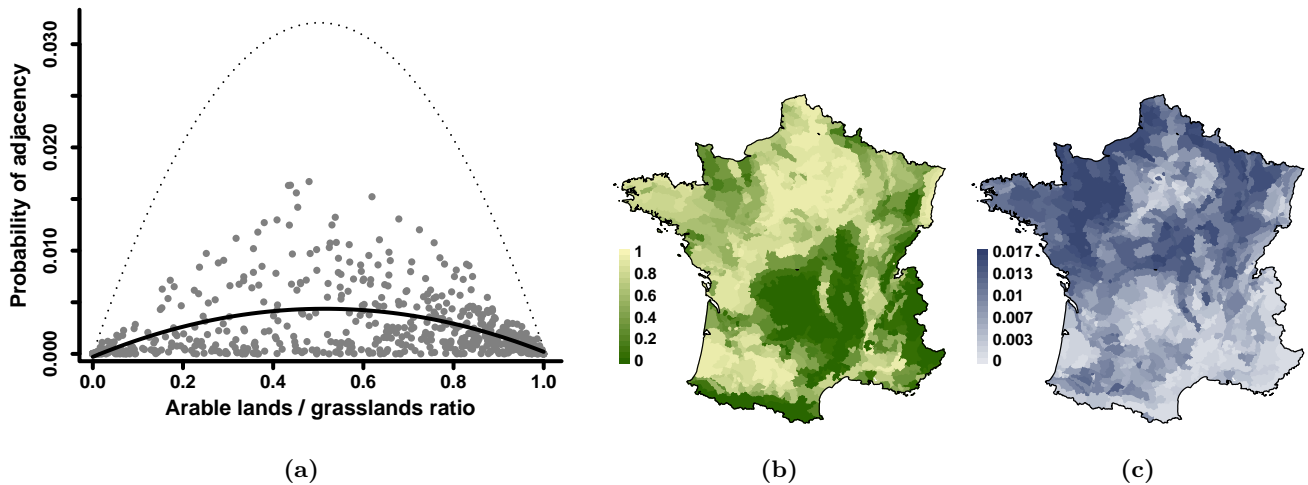 Probability of adjacency
0.000
0.010
0.020
0.030
0.0 0.2 0.4 0.6 0.8 1.0
Arable lands / grasslands ratio
(a)
1
0.8
0.6
0.4
0.2
0
(b)
0.017
0.013
0.01
0.007
0.003
0
(c)